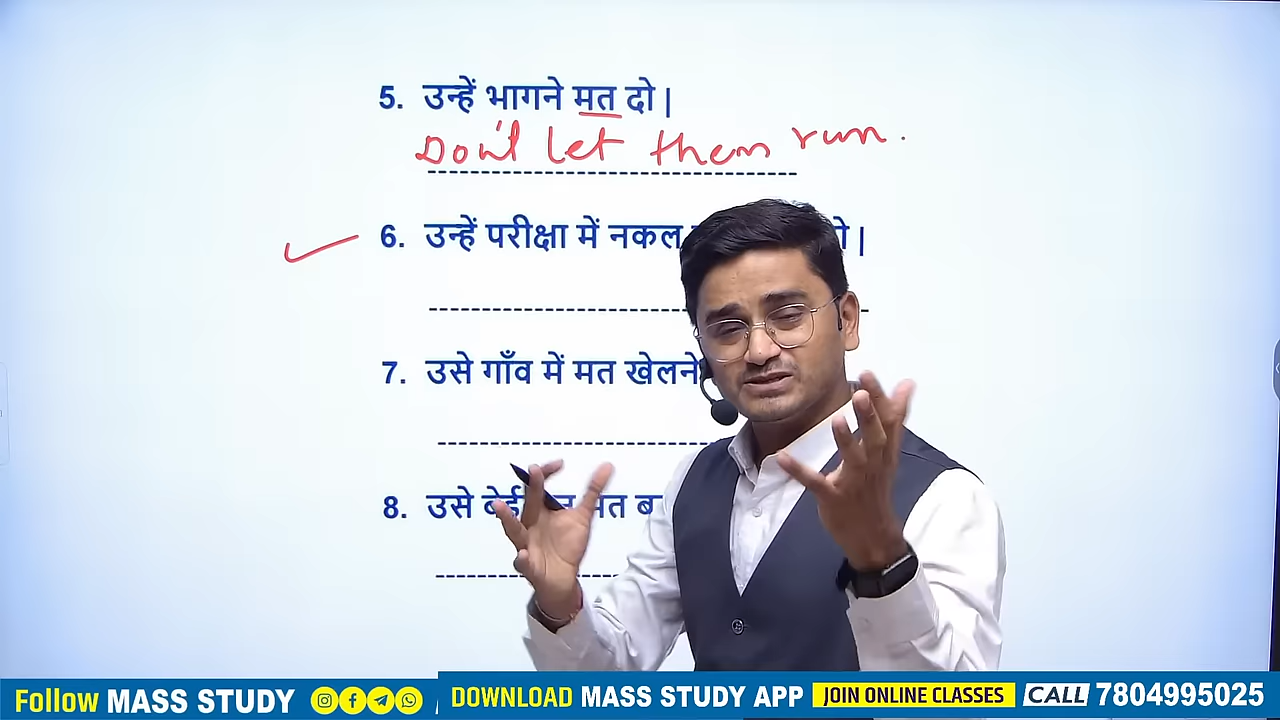 5. उन्हें भागने मत दो |
Don't let them run.
6. उन्हें परीक्षा में नकल
7. उसे गाँव में मत खेलने
8. उसे मत
Follow MASS STUDY DOWNLOAD MASS STUDY APP JOIN ONLINE CLASSES CALL 7804995025